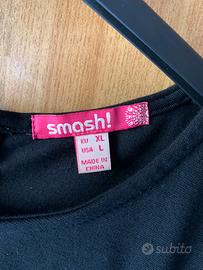 smash!
EU XL
USA L
MADE IN
CHINA
subito